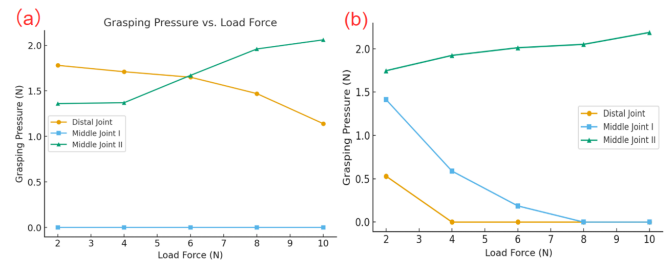 (a)
Grasping Pressure vs. Load Force
Grasping Pressure (N)
2.0
1.5
1.0
0.5
0.0
Distal Joint
Middle Joint I
Middle Joint II
2 3 4 5 6 7 8 9 10
Load Force (N)
(b)
Grasping Pressure (N)
2.0
1.5
1.0
0.5
0.0
Distal Joint
Middle Joint I
Middle Joint II
2 3 4 5 6 7 8 9 10
Load Force (N)